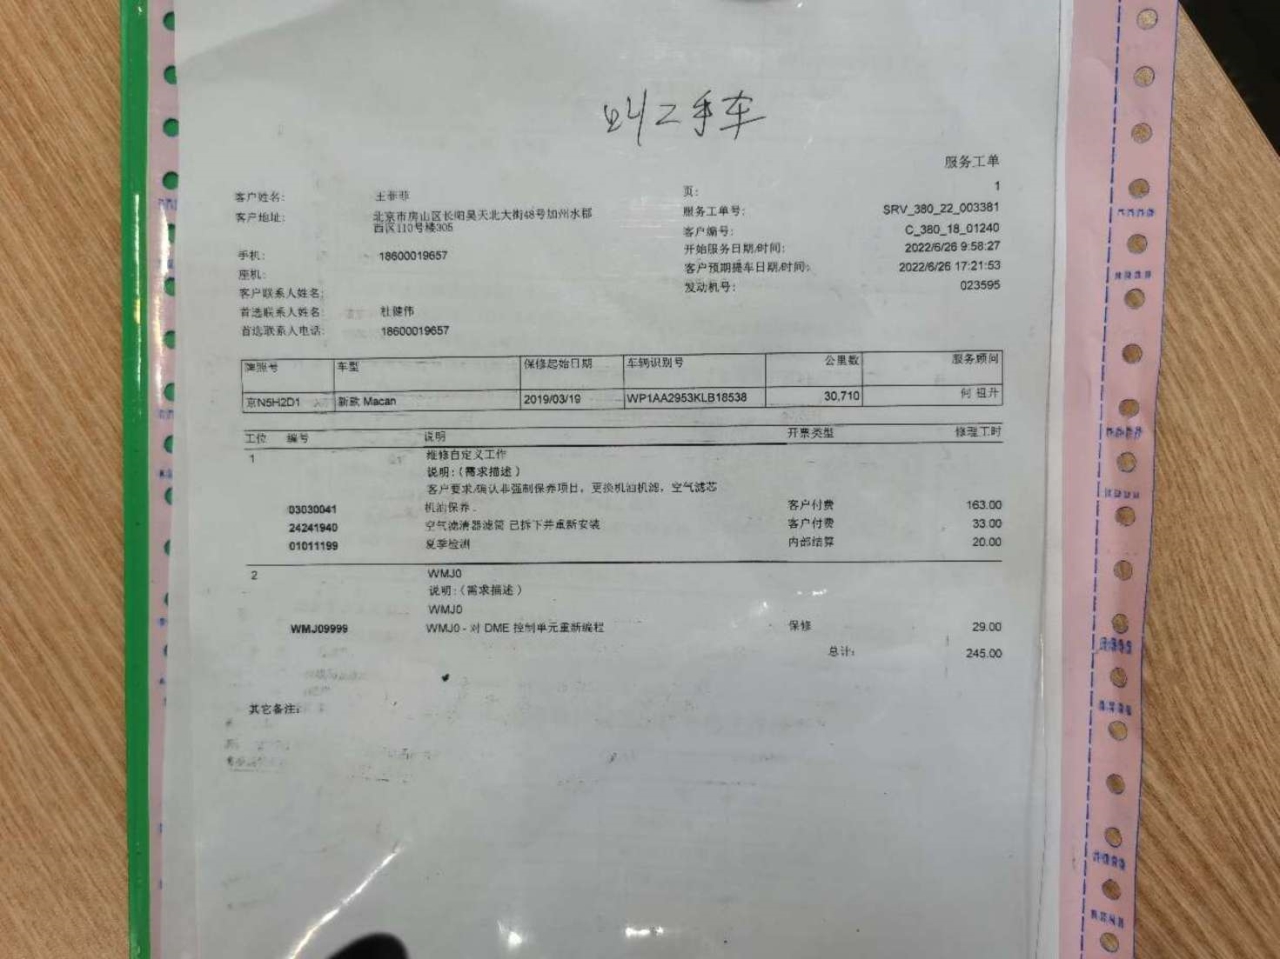 二手车
服务工单
客户姓名: 王菲菲
页: 1
客户地址: 北京市房山区长阳昊天北大街48号加州水郡
西区110号楼305
服务工单号: SRV_380_22_003381
客户编号: C_380_18_01240
手机: 18600019657
开始服务日期/时间: 2022/6/26 9:58:27
座机:
客户预期提车日期/时间: 2022/6/26 17:21:53
客户联系人姓名:
发动机号: 023595
首选联系人姓名: 杜健伟
首选联系人电话: 18600019657
牌照号 车型 保修起始日期 车辆识别号 公里数 服务顾问
京N5H2D1 新款 Macan 2019/03/19 WP1AA2953KLB18538 30,710 何 祖升
工位 编号 说明 开票类型 修理工时
1 维修自定义工作
说明:(需求描述)
客户要求/确认非强制保养项目，更换机油机滤，空气滤芯
03030041 机油保养. 客户付费 163.00
24241940 空气滤清器滤筒 已拆下并重新安装 客户付费 33.00
01011199 夏季检测 内部结算 20.00
2 WMJ0
说明:(需求描述)
WMJ0
WMJ09999 WMJ0 - 对 DME 控制单元重新编程 保修 29.00
总计: 245.00
其它备注: